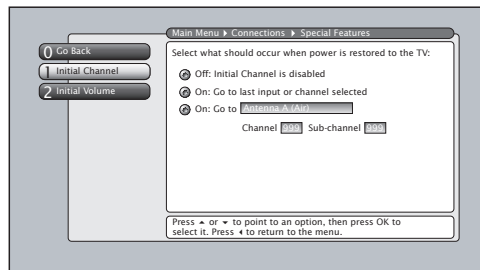 Main Menu ▸ Connections ▸ Special Features
0 Go Back
1 Initial Channel
2 Initial Volume
Select what should occur when power is restored to the TV:
Off: Initial Channel is disabled
On: Go to last input or channel selected
On: Go to Antenna A (Air)
Channel 999 Sub-channel 999
Press ▲ or ▼ to point to an option, then press OK to
select it. Press ◂ to return to the menu.